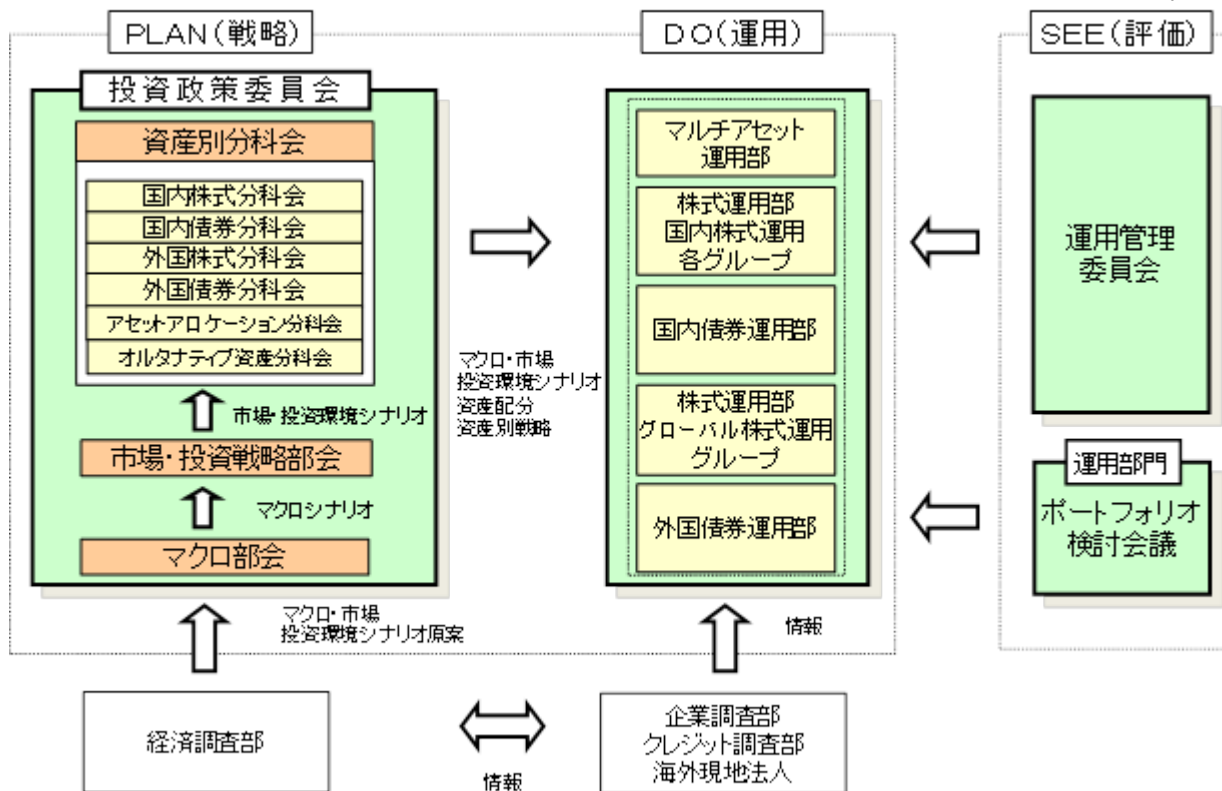 PLAN(戦略)
投資政策委員会
資産別分科会
国内株式分科会
国内債券分科会
外国株式分科会
外国債券分科会
アセットアロケーション分科会
オルタナティブ資産分科会
市場・投資環境シナリオ
市場・投資戦略部会
マクロシナリオ
マクロ部会
マクロ・市場
投資環境シナリオ原案
経済調査部
マクロ・市場
投資環境シナリオ
資産配分
資産別戦略
情報
DO(運用)
マルチアセット
運用部
株式運用部
国内株式運用
各グループ
国内債券運用部
株式運用部
グローバル株式運用
グループ
外国債券運用部
情報
企業調査部
クレジット調査部
海外現地法人
SEE(評価)
運用管理
委員会
運用部門
ポートフォリオ
検討会議